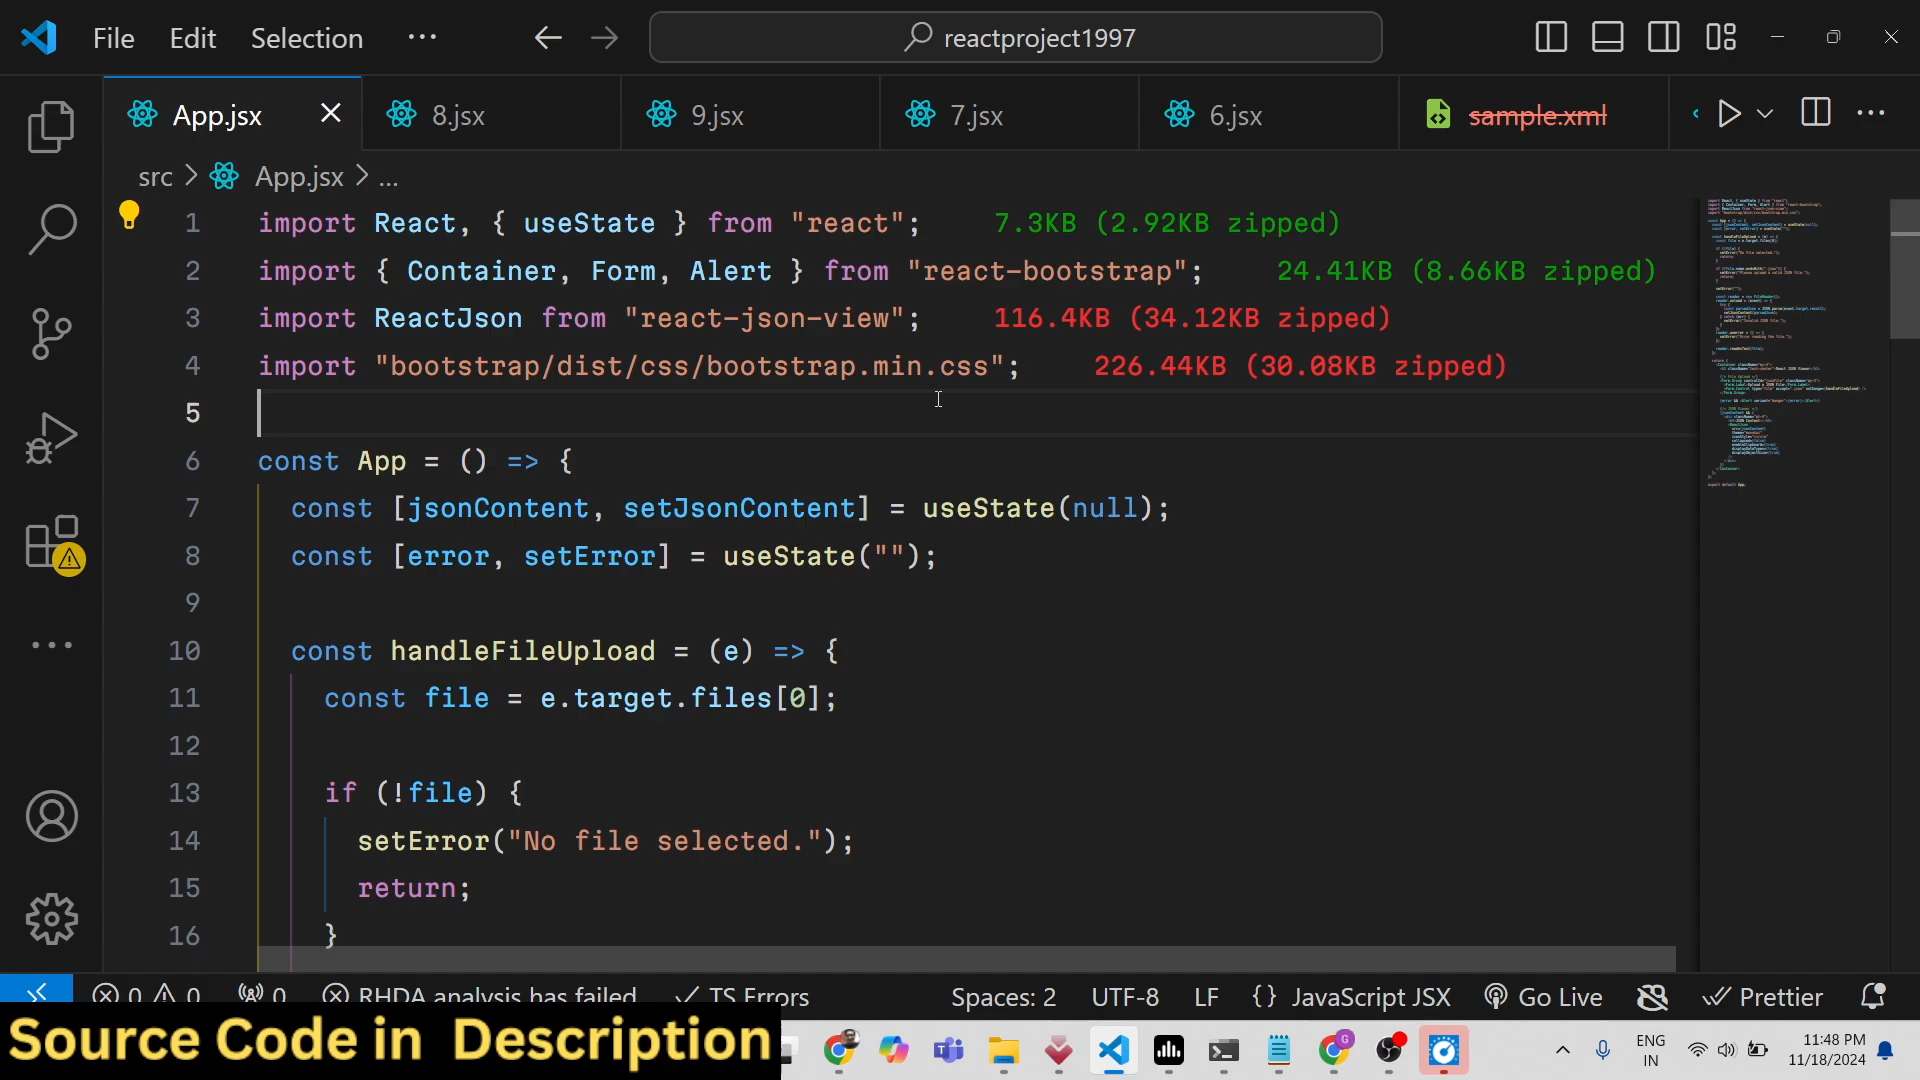 File Edit Selection ··· reactproject1997
App.jsx 8.jsx 9.jsx 7.jsx 6.jsx sample.xml
src > App.jsx > ...
1 import React, { useState } from "react"; 7.3KB (2.92KB zipped)
2 import { Container, Form, Alert } from "react-bootstrap"; 24.41KB (8.66KB zipped)
3 import ReactJson from "react-json-view"; 116.4KB (34.12KB zipped)
4 import "bootstrap/dist/css/bootstrap.min.css"; 226.44KB (30.08KB zipped)
5
6 const App = () => {
7 const [jsonContent, setJsonContent] = useState(null);
8 const [error, setError] = useState("");
9
10 const handleFileUpload = (e) => {
11 const file = e.target.files[0];
12
13 if (!file) {
14 setError("No file selected.");
15 return;
16 }
0 0 0 RHDA analysis has failed TS Errors Spaces: 2 UTF-8 LF {} JavaScript JSX Go Live Prettier
Source Code in Description
ENG
IN
11:48 PM
11/18/2024